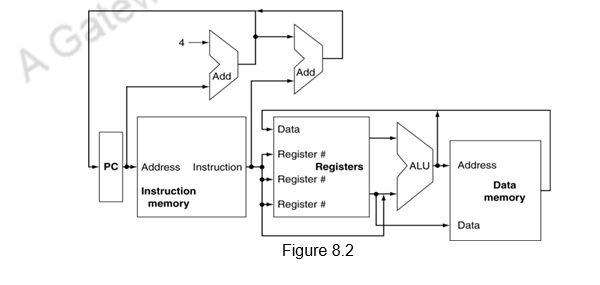 A Gatew
4
Add
Add
Data
Register #
PC
Address
Instruction
Registers
ALU
Address
Register #
Instruction memory
Data memory
Register #
Data
Figure 8.2